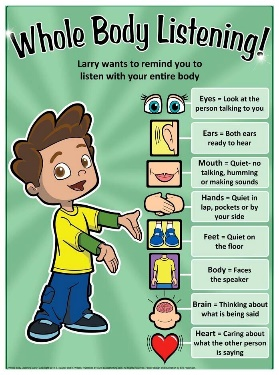 Whole Body Listening!
Larry wants to remind you to
listen with your entire body
Eyes = Look at the
person talking to you
Ears = Both ears
ready to hear
Mouth = Quiet- no
talking, humming
or making sounds
Hands = Quiet in
lap, pockets or by
your side
Feet = Quiet on
the floor
Body = Faces
the speaker
Brain = Thinking about
what is being said
Heart = Caring about
what the other person
is saying